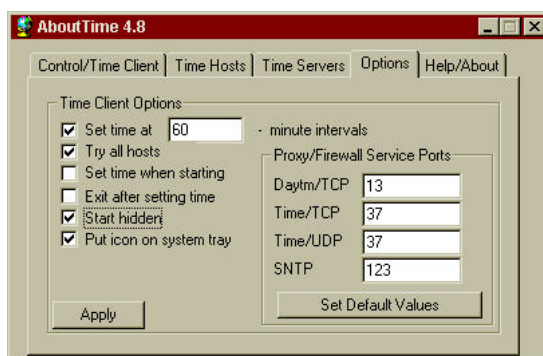 AboutTime 4.8
Control/Time Client Time Hosts Time Servers Options Help/About
Time Client Options
Set time at 60 - minute intervals
Try all hosts
Set time when starting
Exit after setting time
Start hidden
Put icon on system tray
Proxy/Firewall Service Ports
Daytm/TCP 13
Time/TCP 37
Time/UDP 37
SNTP 123
Set Default Values
Apply